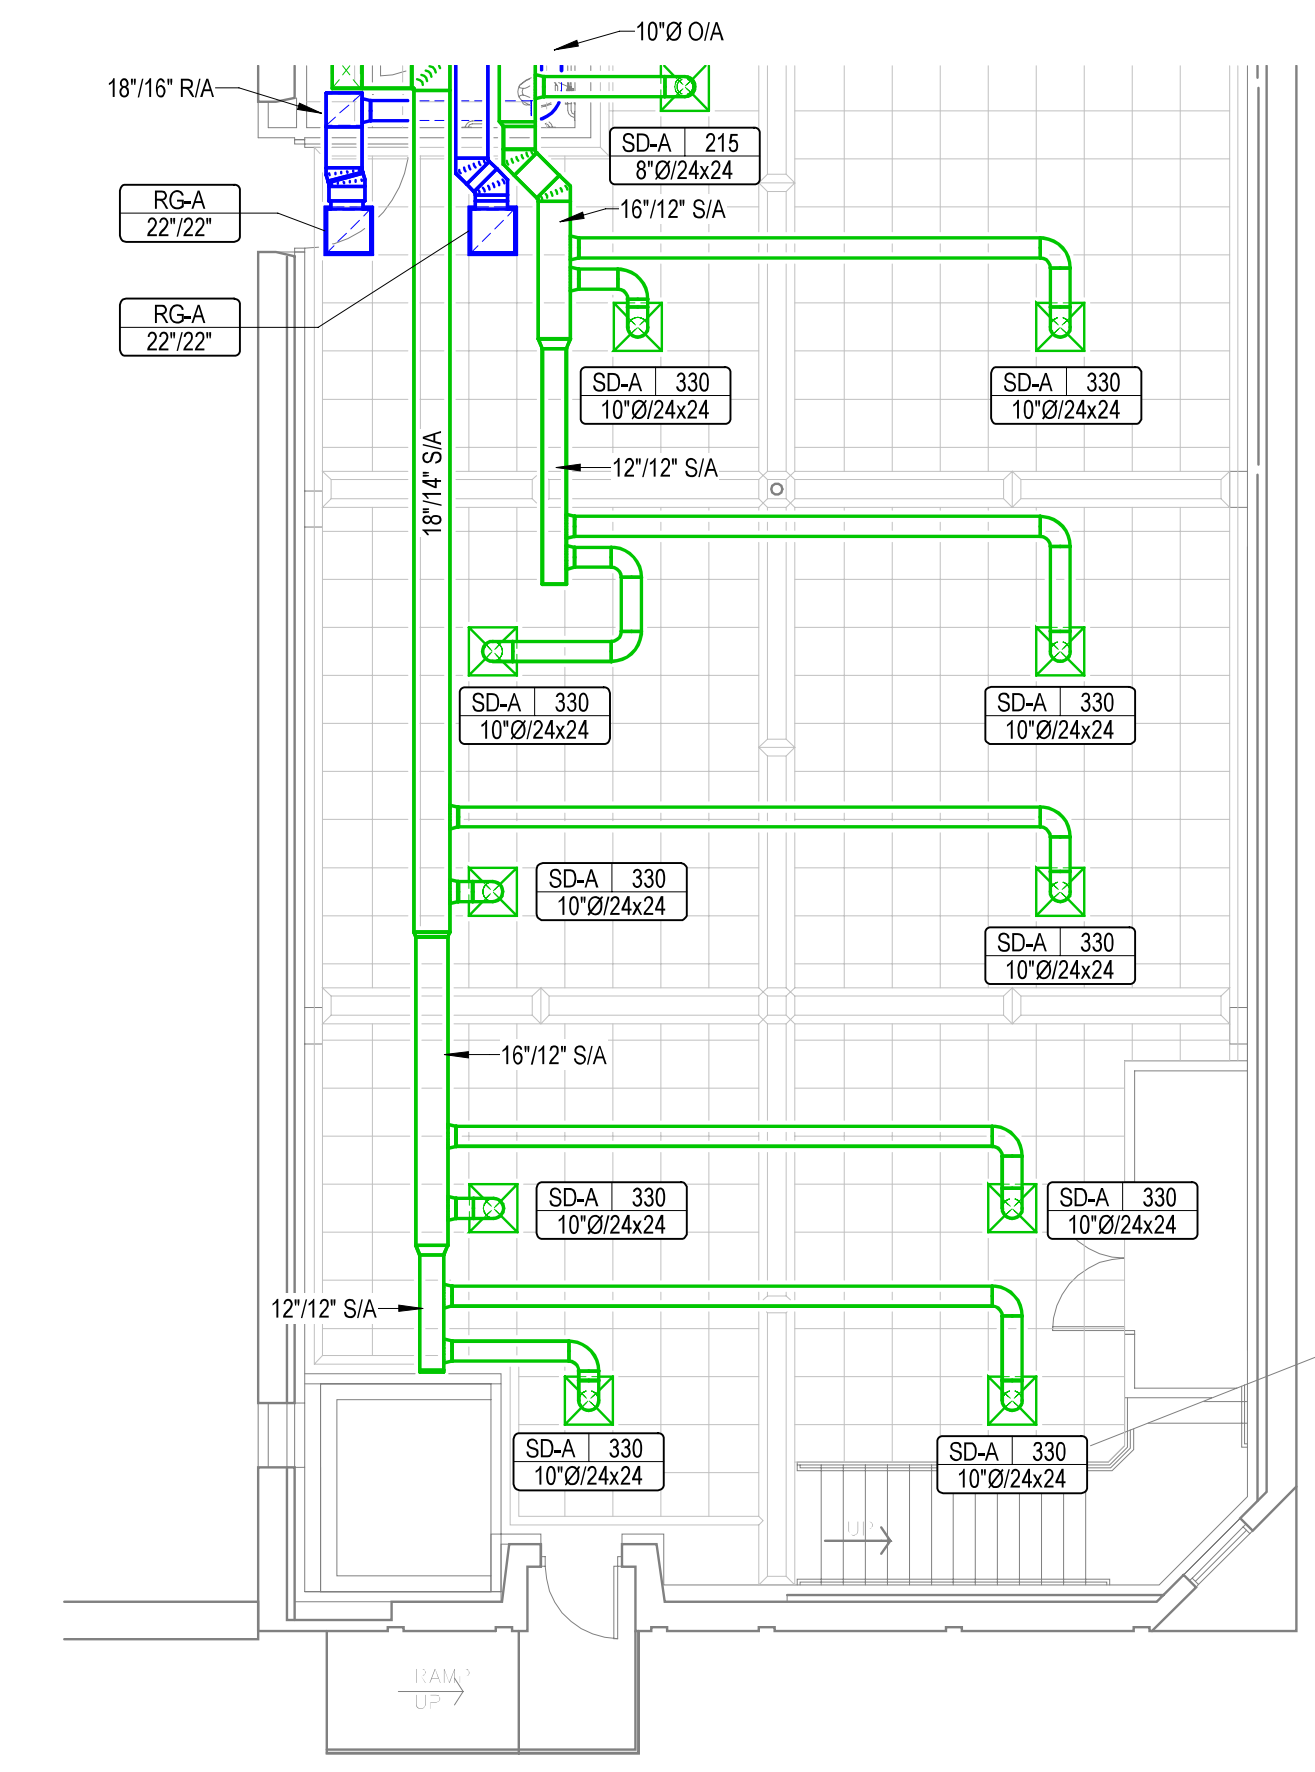 10"Ø O/A
18"/16" R/A
SD-A 215
8"Ø/24x24
RG-A
22"/22"
16"/12" S/A
RG-A
22"/22"
SD-A 330
10"Ø/24x24
SD-A 330
10"Ø/24x24
18"/14" S/A
12"/12" S/A
SD-A 330
10"Ø/24x24
SD-A 330
10"Ø/24x24
SD-A 330
10"Ø/24x24
SD-A 330
10"Ø/24x24
16"/12" S/A
SD-A 330
10"Ø/24x24
SD-A 330
10"Ø/24x24
12"/12" S/A
SD-A 330
10"Ø/24x24
SD-A 330
10"Ø/24x24
UP
RAMP
UP